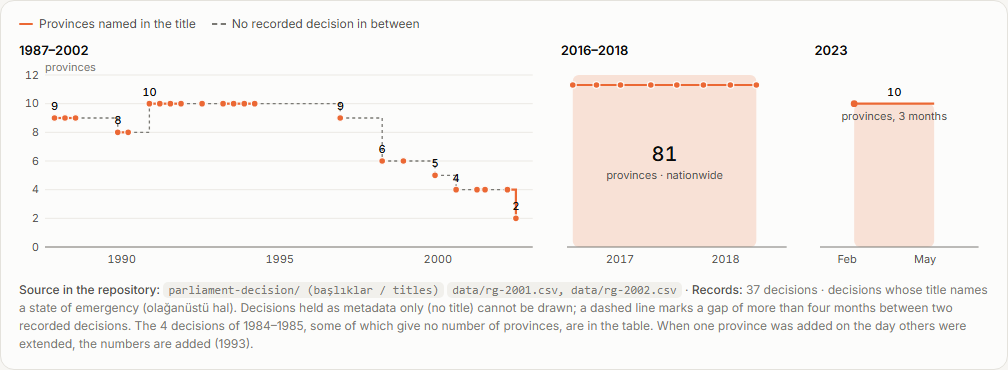 Provinces named in the title
No recorded decision in between
1987–2002
2016–2018
2023
provinces
12
10
8
6
4
2
0
9
8
10
9
6
5
4
2
1990
1995
2000
81
provinces · nationwide
2017
2018
10
provinces, 3 months
Feb
May
Source in the repository: parliament-decision/ (başlıklar / titles) data/rg-2001.csv, data/rg-2002.csv · Records: 37 decisions · decisions whose title names
a state of emergency (olağanüstü hal). Decisions held as metadata only (no title) cannot be drawn; a dashed line marks a gap of more than four months between two
recorded decisions. The 4 decisions of 1984–1985, some of which give no number of provinces, are in the table. When one province was added on the day others were
extended, the numbers are added (1993).